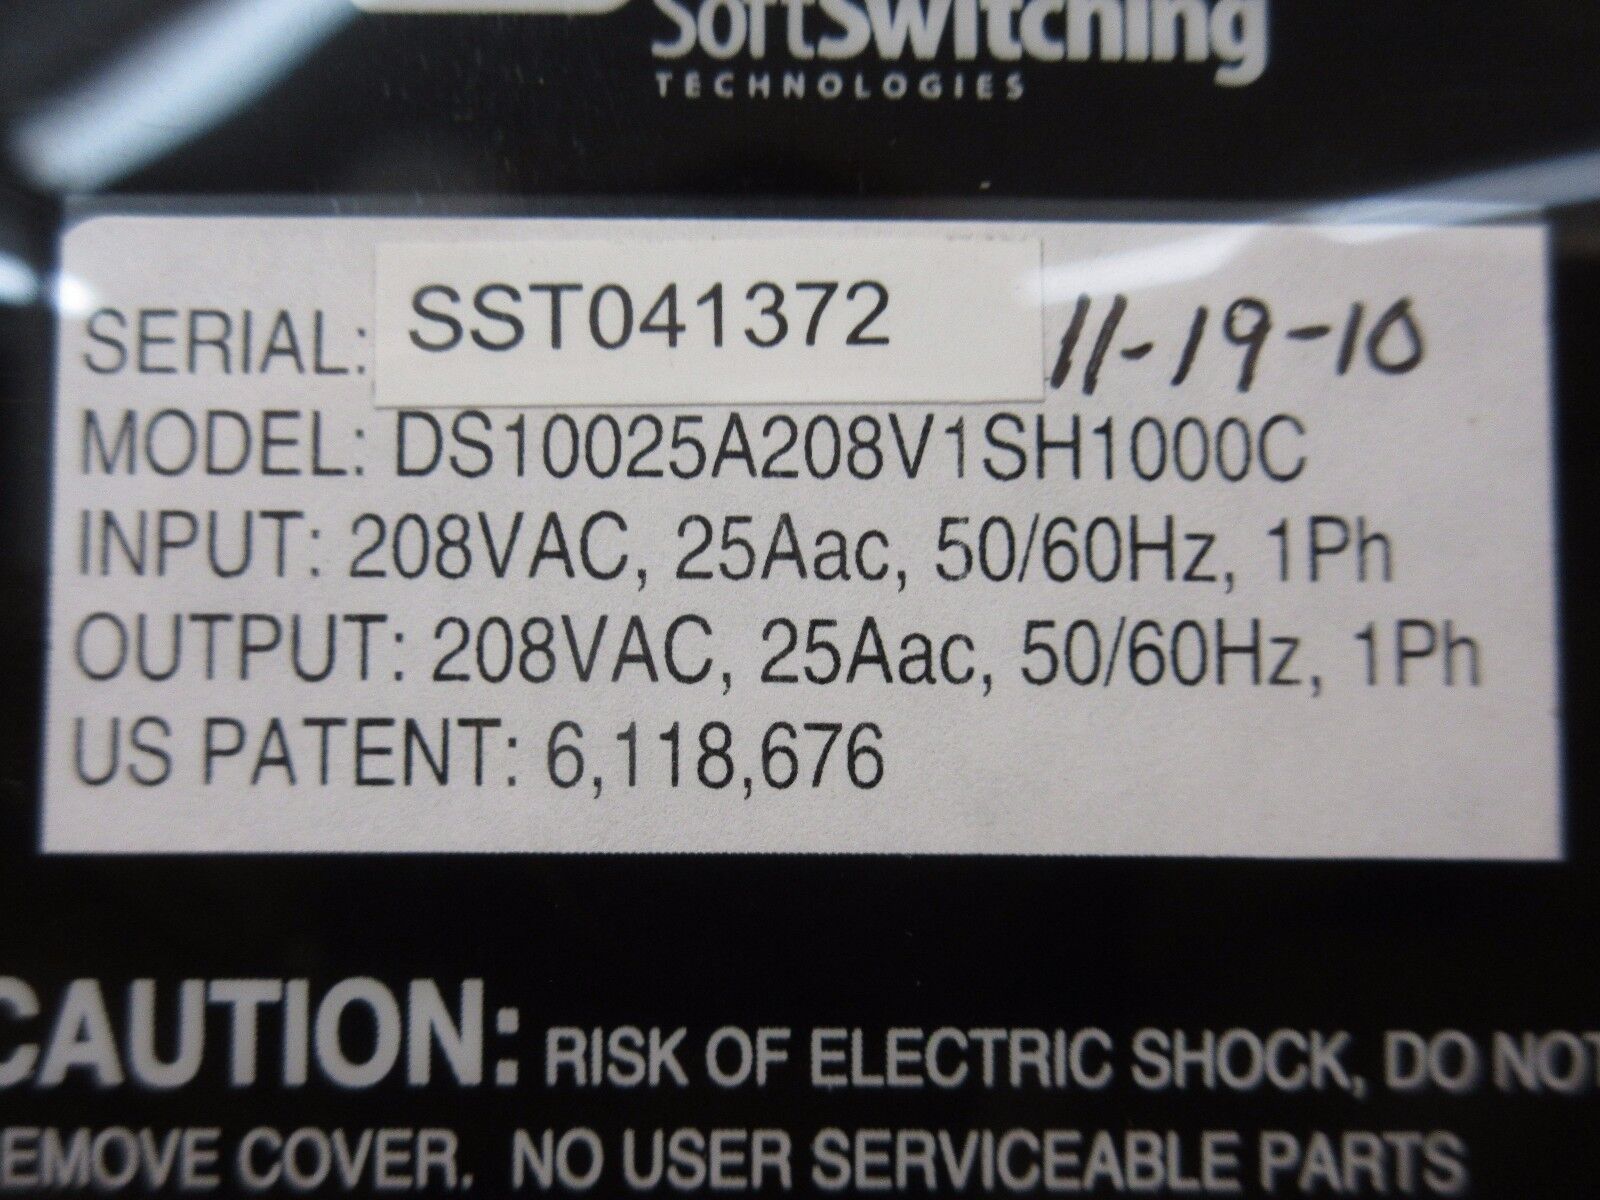 SoftSwitching
TECHNOLOGIES
SERIAL: SST041372 11-19-10
MODEL: DS10025A208V1SH1000C
INPUT: 208VAC, 25Aac, 50/60Hz, 1Ph
OUTPUT: 208VAC, 25Aac, 50/60Hz, 1Ph
US PATENT: 6,118,676
CAUTION: RISK OF ELECTRIC SHOCK, DO NOT
EMOVE COVER. NO USER SERVICEABLE PARTS